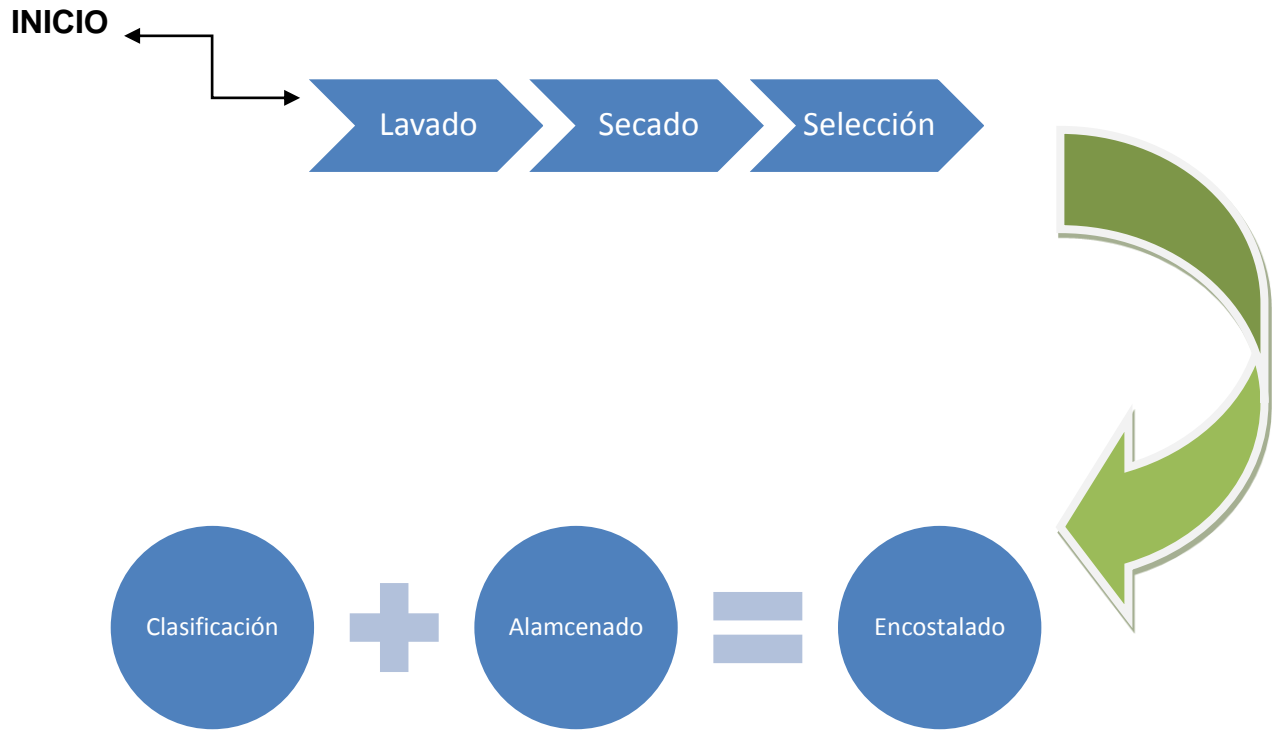 INICIO
Lavado
Secado
Selección
Clasificación
Alamcenado
Encostalado